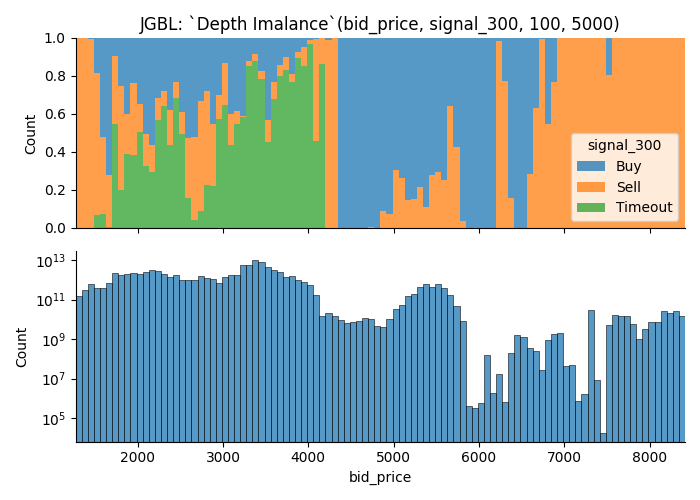 JGBL: `Depth Imalance`(bid_price, signal_300, 100, 5000)
1.0
0.8
0.6
0.4
0.2
0.0
Count
signal_300
Buy
Sell
Timeout
10^13
10^11
10^9
10^7
10^5
Count
2000 3000 4000 5000 6000 7000 8000
bid_price